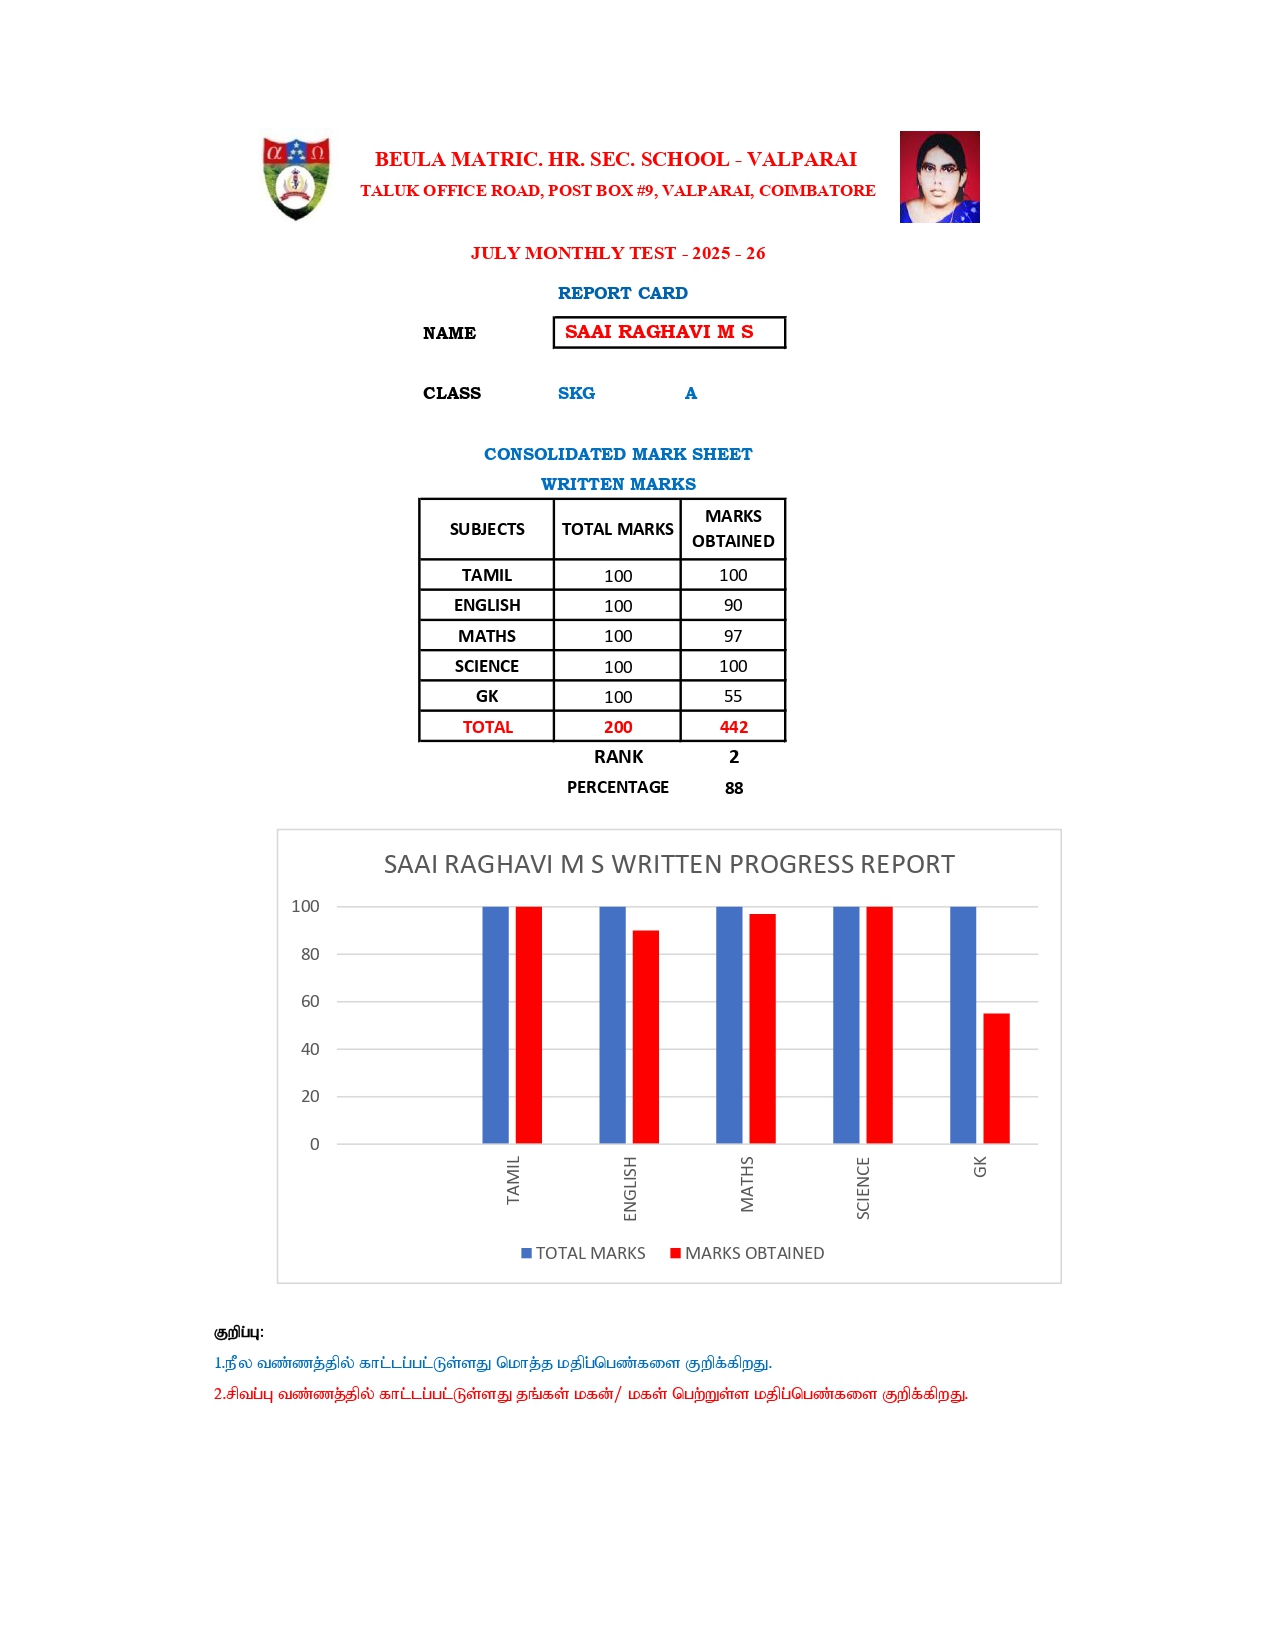 α Ω
BEULA MATRIC. HR. SEC. SCHOOL - VALPARAI
TALUK OFFICE ROAD, POST BOX #9, VALPARAI, COIMBATORE
JULY MONTHLY TEST - 2025 - 26
REPORT CARD
NAME SAAI RAGHAVI M S
CLASS SKG A
CONSOLIDATED MARK SHEET
WRITTEN MARKS
SUBJECTS TOTAL MARKS MARKS OBTAINED
TAMIL 100 100
ENGLISH 100 90
MATHS 100 97
SCIENCE 100 100
GK 100 55
TOTAL 200 442
RANK 2
PERCENTAGE 88
SAAI RAGHAVI M S WRITTEN PROGRESS REPORT
100
80
60
40
20
0
TAMIL ENGLISH MATHS SCIENCE GK
TOTAL MARKS MARKS OBTAINED
குறிப்பு:
1.நீல வண்ணத்தில் காட்டப்பட்டுள்ளது மொத்த மதிப்பெண்களை குறிக்கிறது.
2.சிவப்பு வண்ணத்தில் காட்டப்பட்டுள்ளது தங்கள் மகன்/ மகள் பெற்றுள்ள மதிப்பெண்களை குறிக்கிறது.